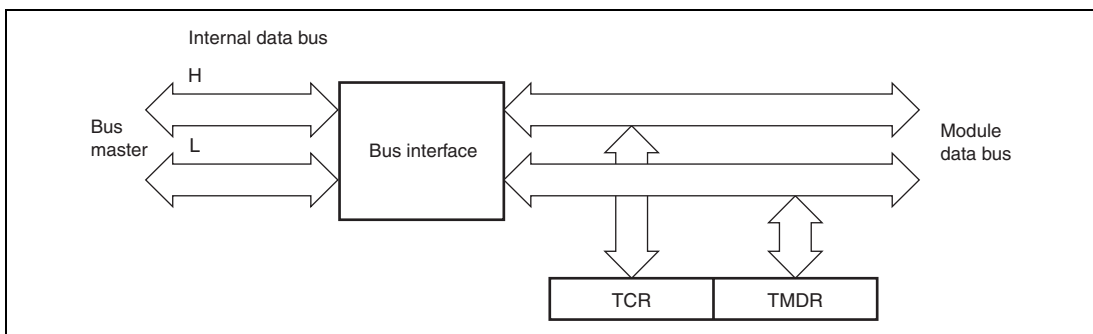 Internal data bus
H
Bus
master
L
Bus interface
Module
data bus
TCR
TMDR